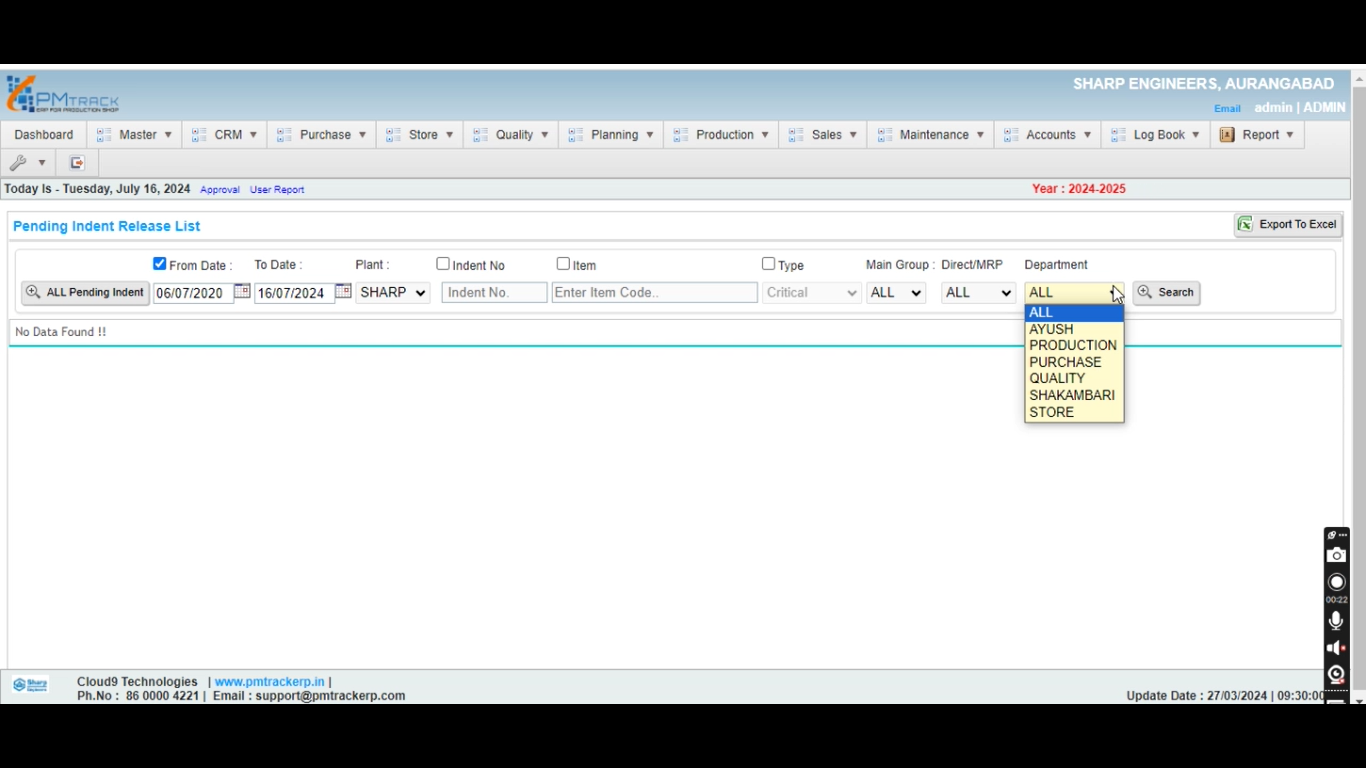 PMTRACK
ERP FOR PRODUCTION SHOP
SHARP ENGINEERS, AURANGABAD
Email admin | ADMIN
Dashboard Master CRM Purchase Store Quality Planning Production Sales Maintenance Accounts Log Book Report
Today Is - Tuesday, July 16, 2024 Approval User Report Year : 2024-2025
Pending Indent Release List Export To Excel
From Date : To Date : Plant : Indent No Item Type Main Group : Direct/MRP Department
ALL Pending Indent 06/07/2020 16/07/2024 SHARP Indent No. Enter Item Code.. Critical ALL ALL ALL Search
ALL
No Data Found !! AYUSH
PRODUCTION
PURCHASE
QUALITY
SHAKAMBARI
STORE
00:22
Sharp
Cloud9 Technologies | www.pmtrackerp.in |
Ph.No : 86 0000 4221 | Email : support@pmtrackerp.com Update Date : 27/03/2024 | 09:30:00